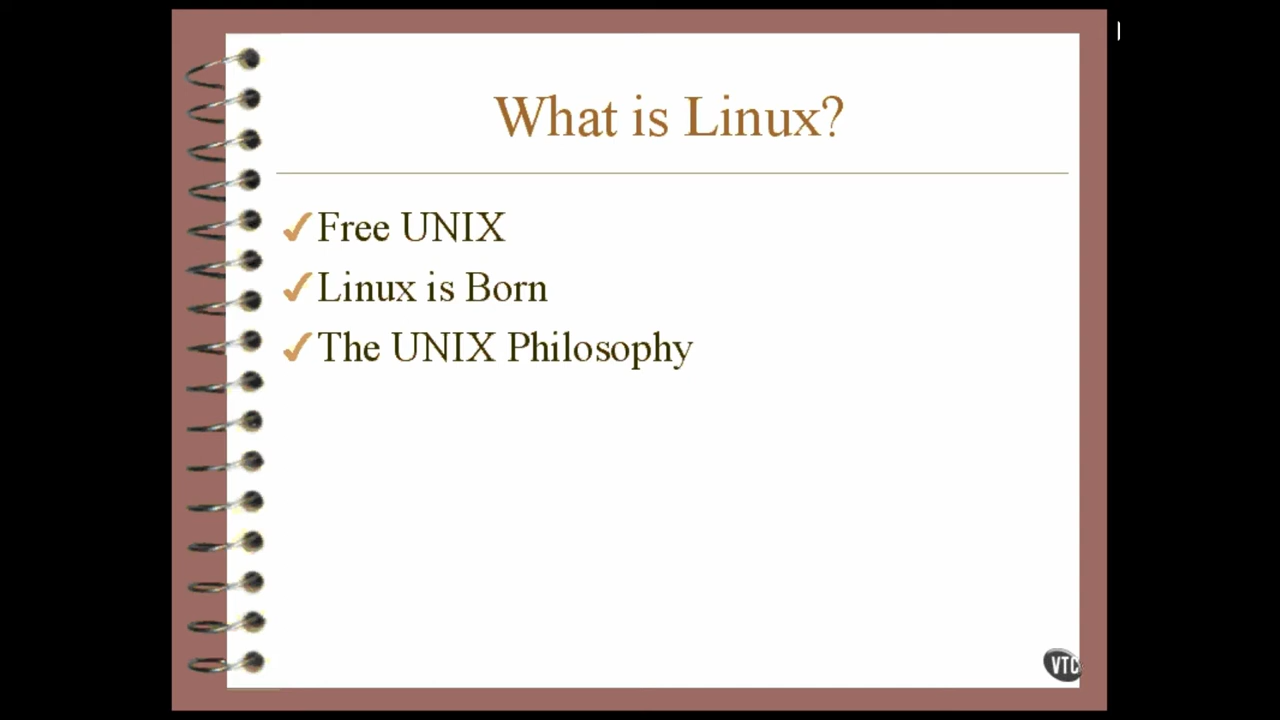 What is Linux?
Free UNIX
Linux is Born
The UNIX Philosophy
VTC